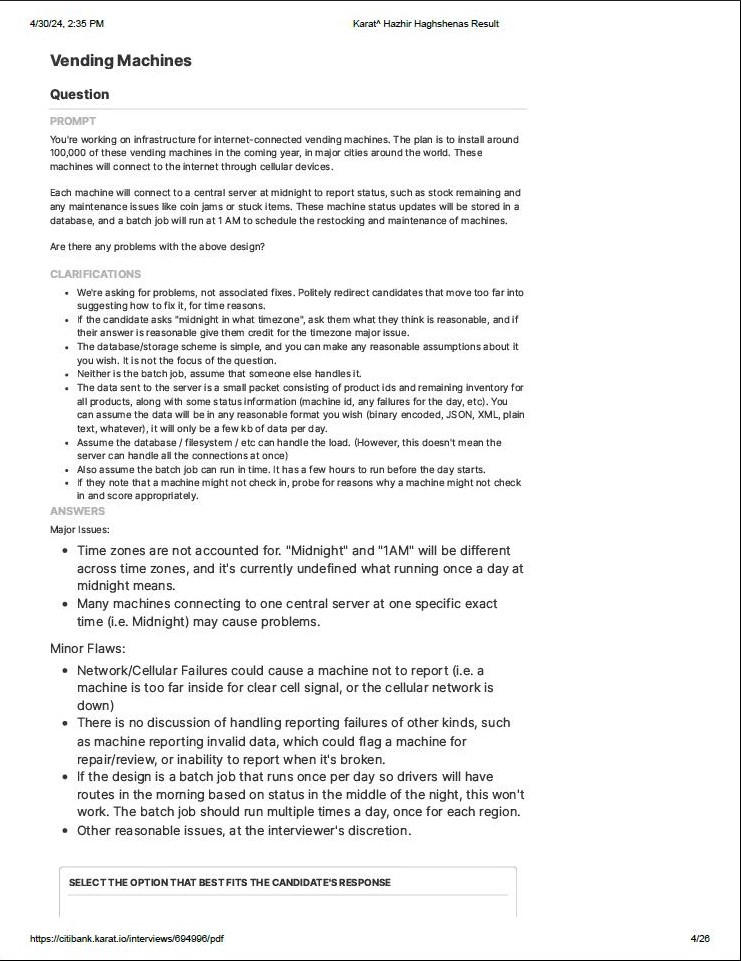 4/30/24, 2:35 PM
Karat^ Hazhir Haghshenas Result
Vending Machines
Question
PROMPT
You're working on infrastructure for internet-connected vending machines. The plan is to install around
100,000 of these vending machines in the coming year, in major cities around the world. These
machines will connect to the internet through cellular devices.
Each machine will connect to a central server at midnight to report status, such as stock remaining and
any maintenance issues like coin jams or stuck items. These machine status updates will be stored in a
database, and a batch job will run at 1 AM to schedule the restocking and maintenance of machines.
Are there any problems with the above design?
CLARIFICATIONS
• We're asking for problems, not associated fixes. Politely redirect candidates that move too far into
suggesting how to fix it, for time reasons.
• If the candidate asks "midnight in what timezone", ask them what they think is reasonable, and if
their answer is reasonable give them credit for the timezone major issue.
• The database/storage scheme is simple, and you can make any reasonable assumptions about it
you wish. It is not the focus of the question.
• Neither is the batch job, assume that someone else handles it.
• The data sent to the server is a small packet consisting of product ids and remaining inventory for
all products, along with some status information (machine id, any failures for the day, etc). You
can assume the data will be in any reasonable format you wish (binary encoded, JSON, XML, plain
text, whatever), it will only be a few kb of data per day.
• Assume the database / filesystem / etc can handle the load. (However, this doesn't mean the
server can handle all the connections at once)
• Also assume the batch job can run in time. It has a few hours to run before the day starts.
• If they note that a machine might not check in, probe for reasons why a machine might not check
in and score appropriately.
ANSWERS
Major Issues:
• Time zones are not accounted for. "Midnight" and "1AM" will be different
across time zones, and it's currently undefined what running once a day at
midnight means.
• Many machines connecting to one central server at one specific exact
time (i.e. Midnight) may cause problems.
Minor Flaws:
• Network/Cellular Failures could cause a machine not to report (i.e. a
machine is too far inside for clear cell signal, or the cellular network is
down)
• There is no discussion of handling reporting failures of other kinds, such
as machine reporting invalid data, which could flag a machine for
repair/review, or inability to report when it's broken.
• If the design is a batch job that runs once per day so drivers will have
routes in the morning based on status in the middle of the night, this won't
work. The batch job should run multiple times a day, once for each region.
• Other reasonable issues, at the interviewer's discretion.
SELECT THE OPTION THAT BEST FITS THE CANDIDATE'S RESPONSE
https://citibank.karat.io/interviews/694996/pdf
4/26